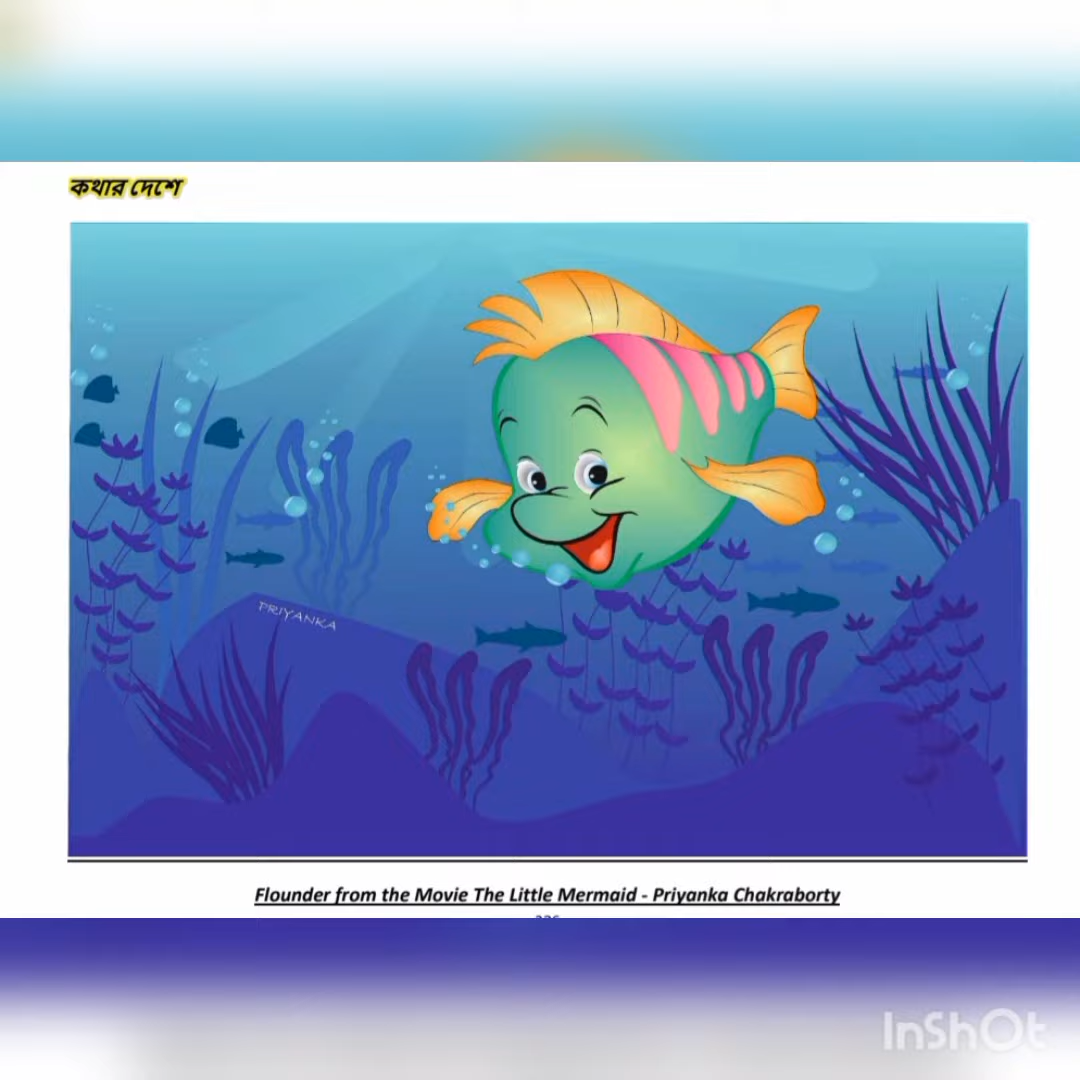 কথার দেশে
PRIYANKA
Flounder from the Movie The Little Mermaid - Priyanka Chakraborty
InShOt